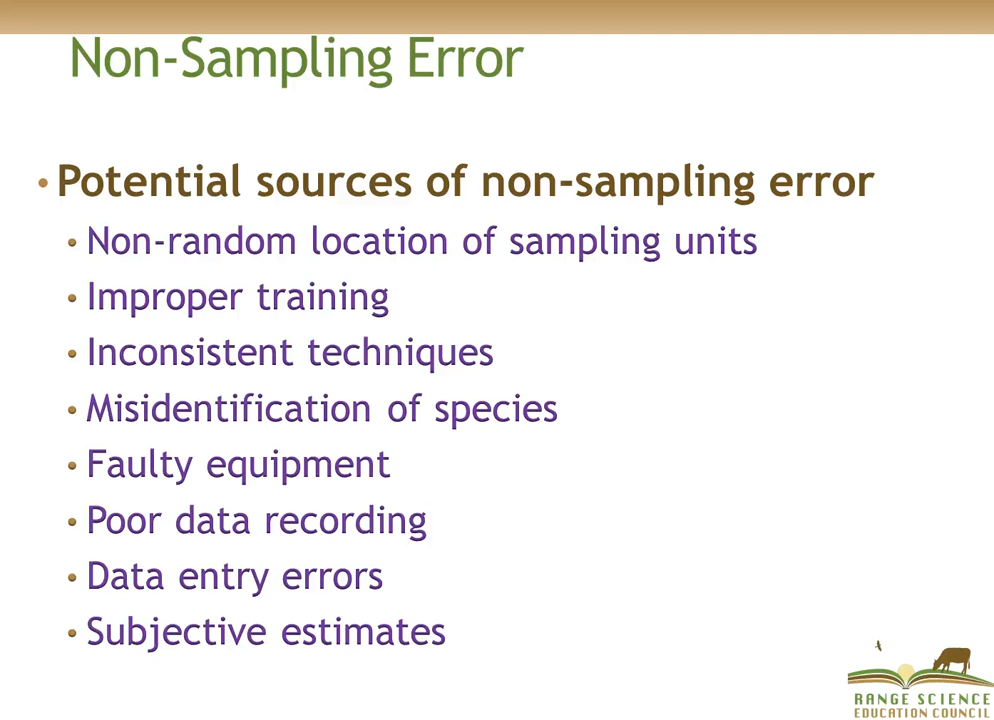 Non-Sampling Error
• Potential sources of non-sampling error
• Non-random location of sampling units
• Improper training
• Inconsistent techniques
• Misidentification of species
• Faulty equipment
• Poor data recording
• Data entry errors
• Subjective estimates
RANGE SCIENCE
EDUCATION COUNCIL